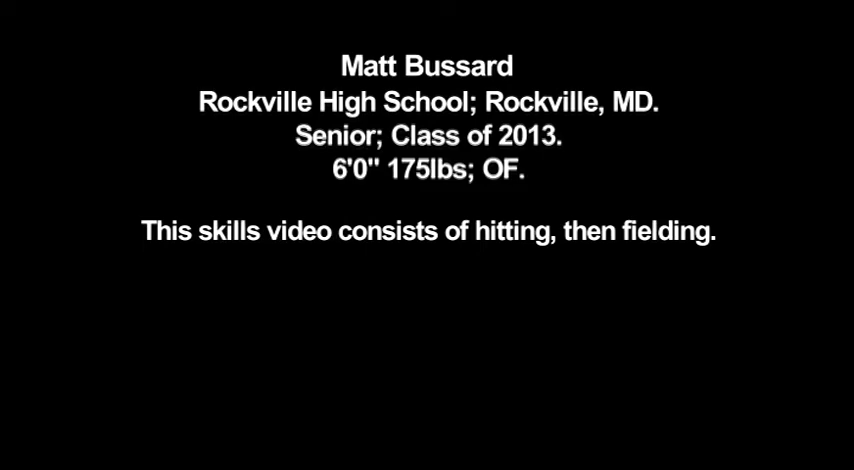 Matt Bussard
Rockville High School; Rockville, MD.
Senior; Class of 2013.
6'0" 175lbs; OF.
This skills video consists of hitting, then fielding.